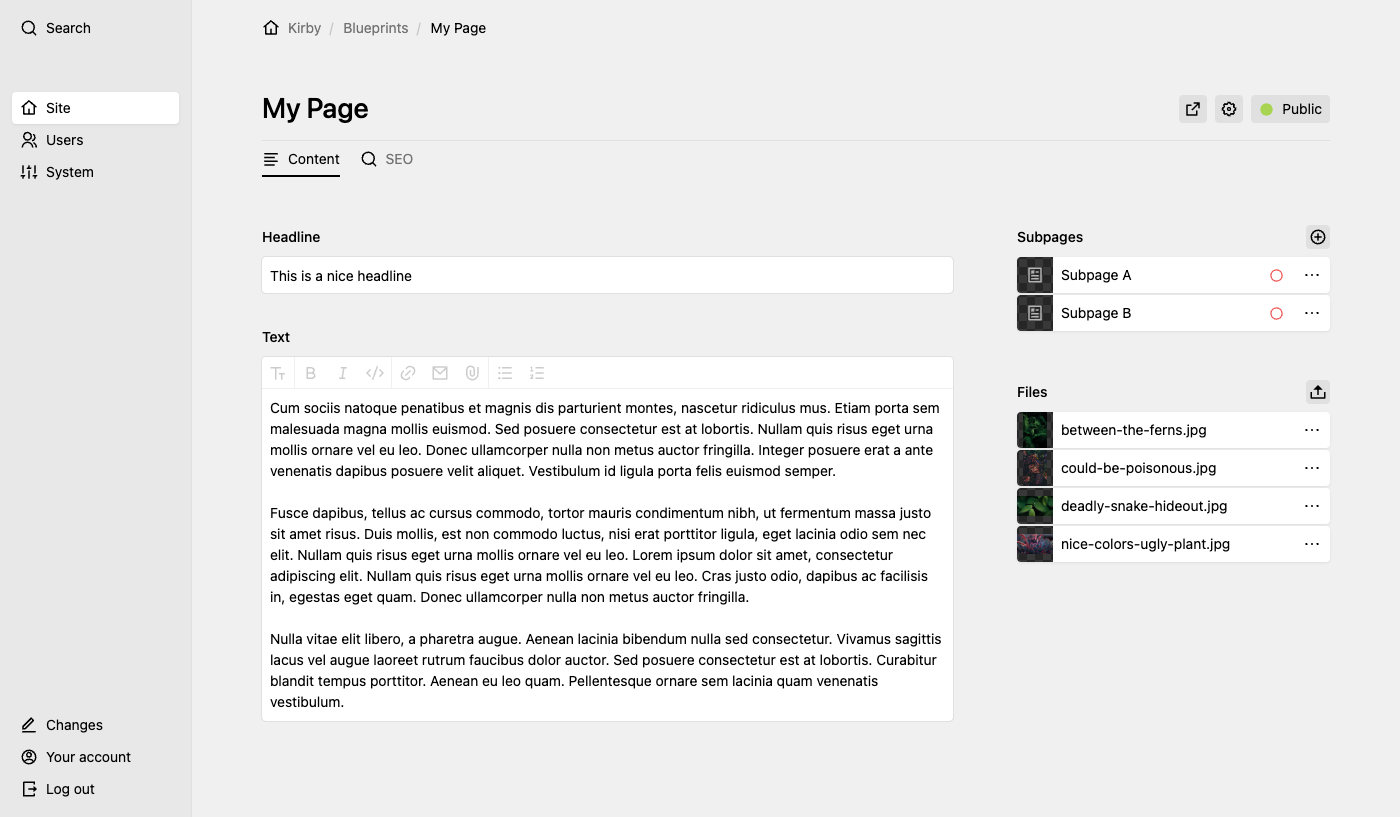 Search
Kirby / Blueprints / My Page
Site
Users
System
My Page
Public
Content
SEO
Headline
This is a nice headline
Text
Cum sociis natoque penatibus et magnis dis parturient montes, nascetur ridiculus mus. Etiam porta sem
malesuada magna mollis euismod. Sed posuere consectetur est at lobortis. Nullam quis risus eget urna
mollis ornare vel eu leo. Donec ullamcorper nulla non metus auctor fringilla. Integer posuere erat a ante
venenatis dapibus posuere velit aliquet. Vestibulum id ligula porta felis euismod semper.
Fusce dapibus, tellus ac cursus commodo, tortor mauris condimentum nibh, ut fermentum massa justo
sit amet risus. Duis mollis, est non commodo luctus, nisi erat porttitor ligula, eget lacinia odio sem nec
elit. Nullam quis risus eget urna mollis ornare vel eu leo. Lorem ipsum dolor sit amet, consectetur
adipiscing elit. Nullam quis risus eget urna mollis ornare vel eu leo. Cras justo odio, dapibus ac facilisis
in, egestas eget quam. Donec ullamcorper nulla non metus auctor fringilla.
Nulla vitae elit libero, a pharetra augue. Aenean lacinia bibendum nulla sed consectetur. Vivamus sagittis
lacus vel augue laoreet rutrum faucibus dolor auctor. Sed posuere consectetur est at lobortis. Curabitur
blandit tempus porttitor. Aenean eu leo quam. Pellentesque ornare sem lacinia quam venenatis
vestibulum.
Subpages
Subpage A
Subpage B
Files
between-the-ferns.jpg
could-be-poisonous.jpg
deadly-snake-hideout.jpg
nice-colors-ugly-plant.jpg
Changes
Your account
Log out